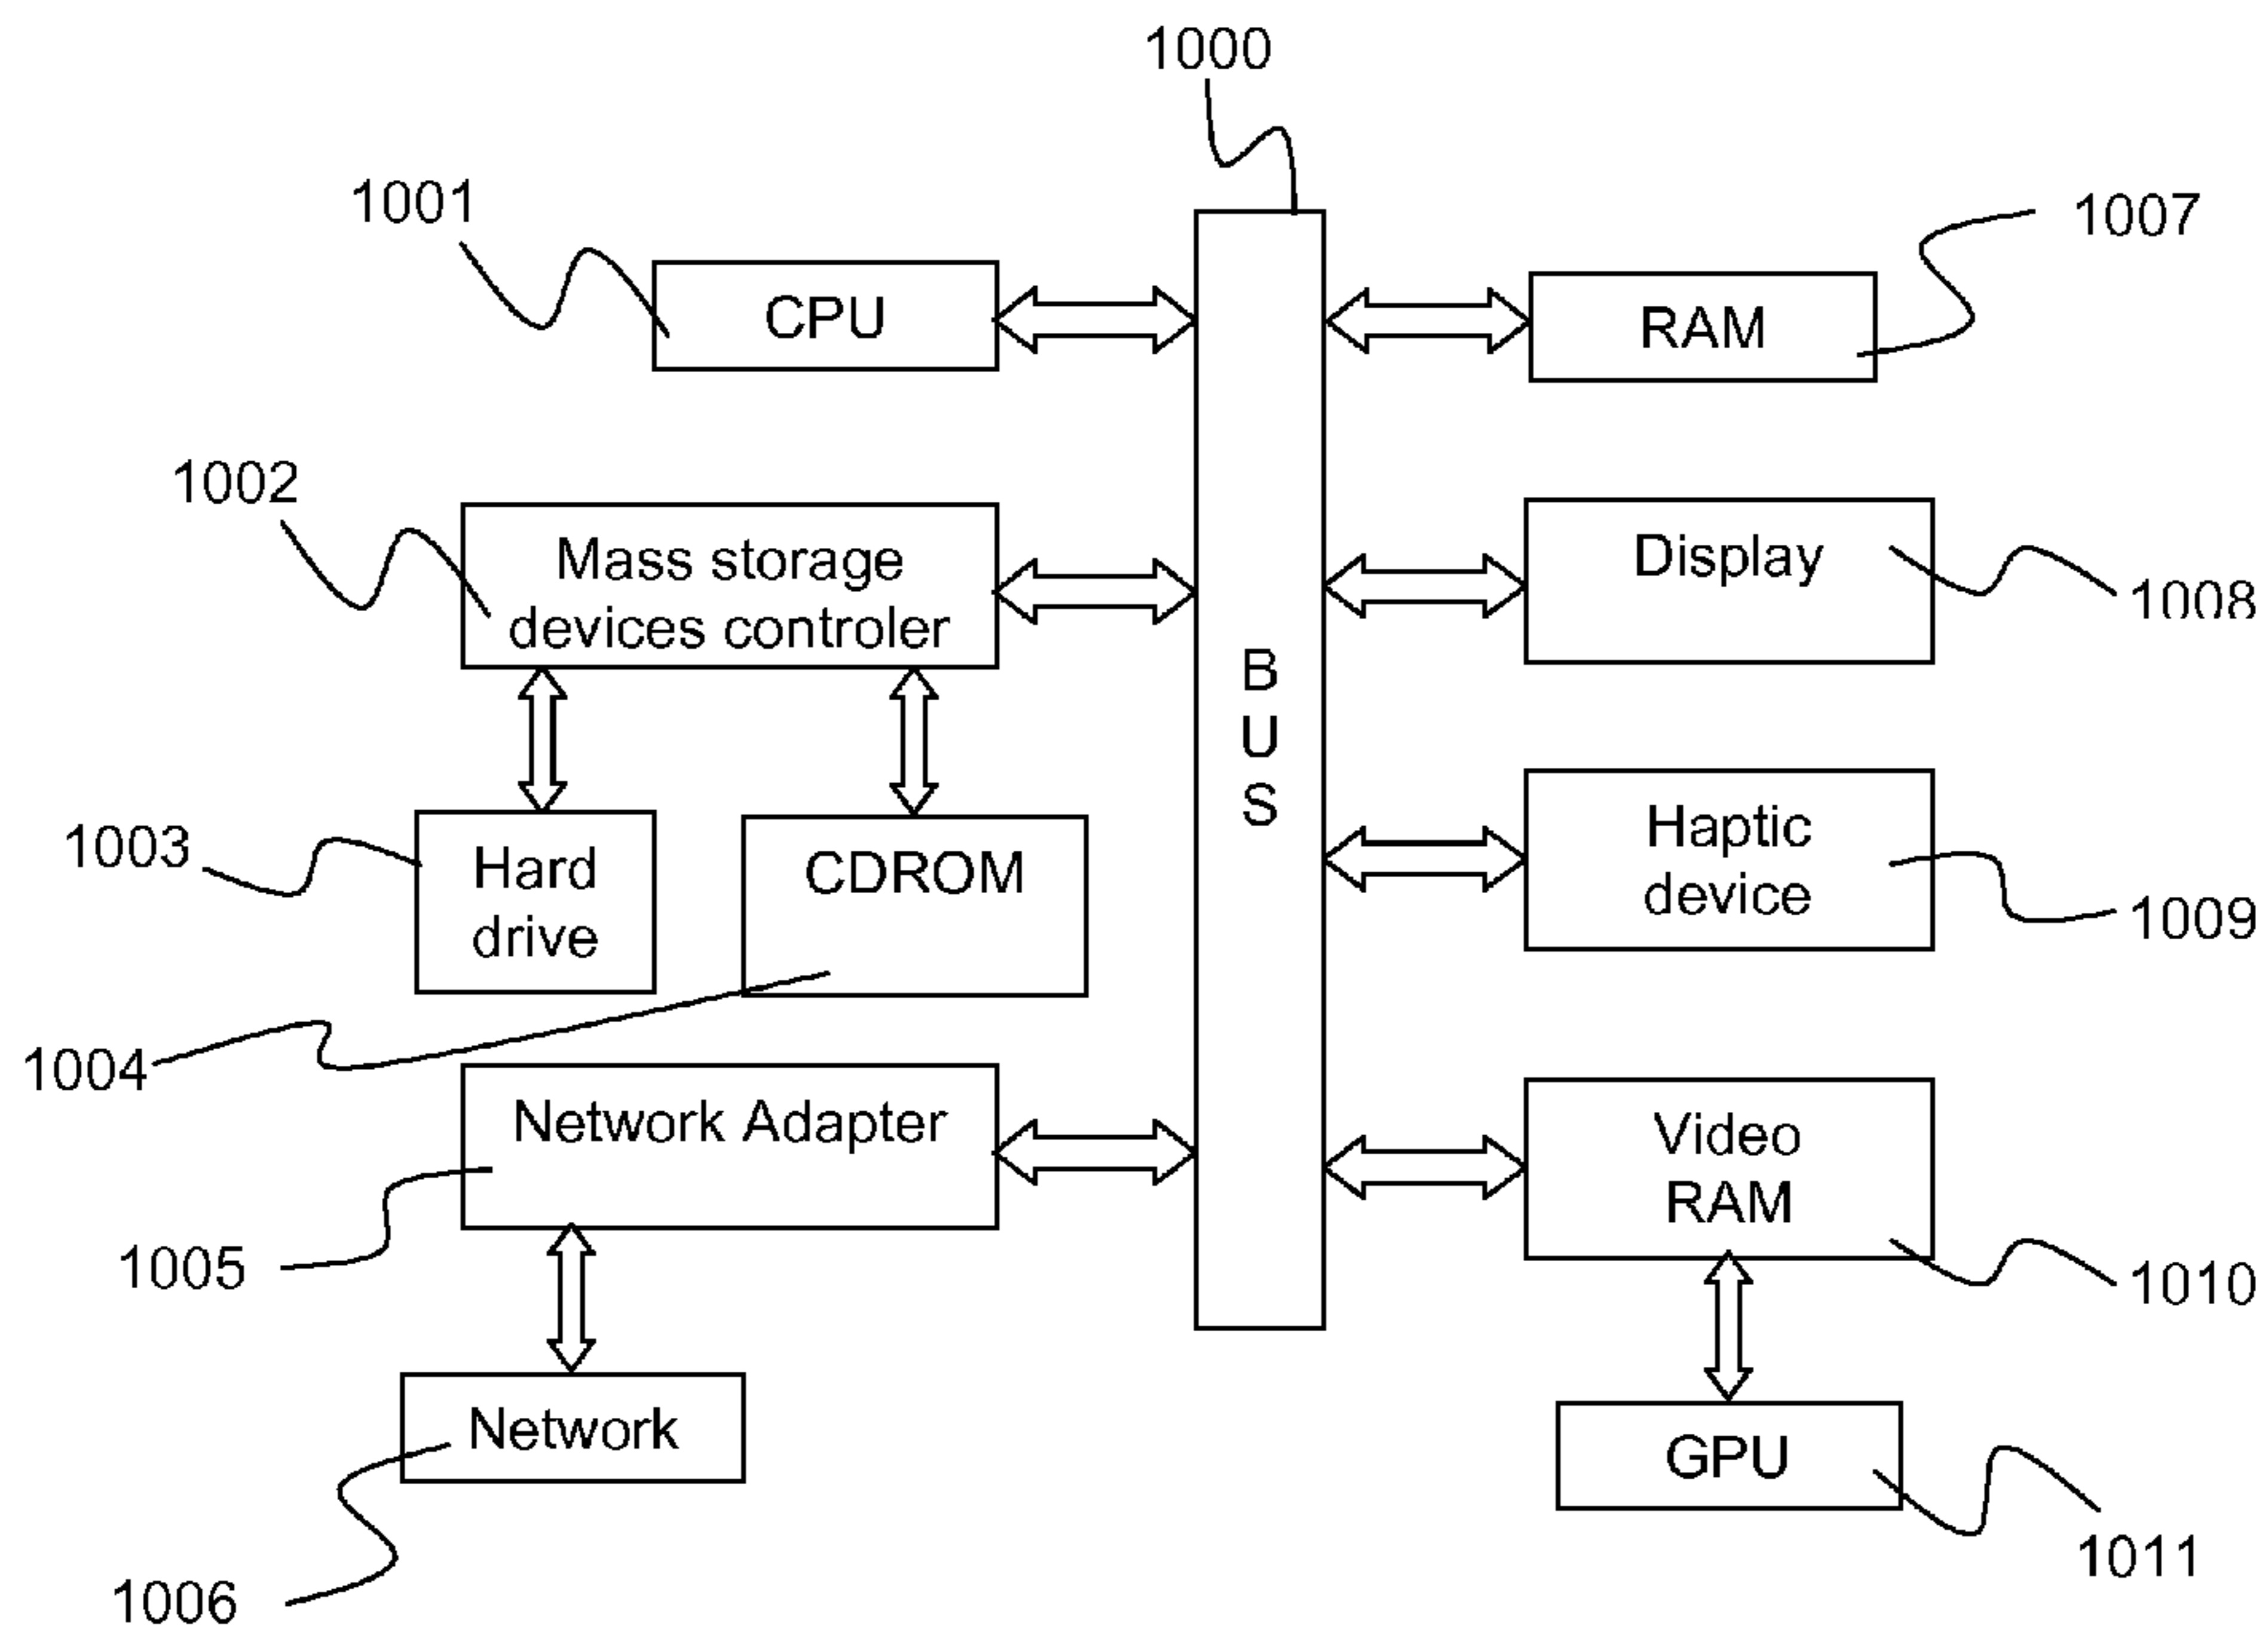 1000
1001
CPU
RAM
1007
1002
Mass storage
devices controler
Display
1008
B
U
S
1003
Hard
drive
CDROM
Haptic
device
1009
1004
Network Adapter
1005
Video
RAM
1010
Network
1006
GPU
1011